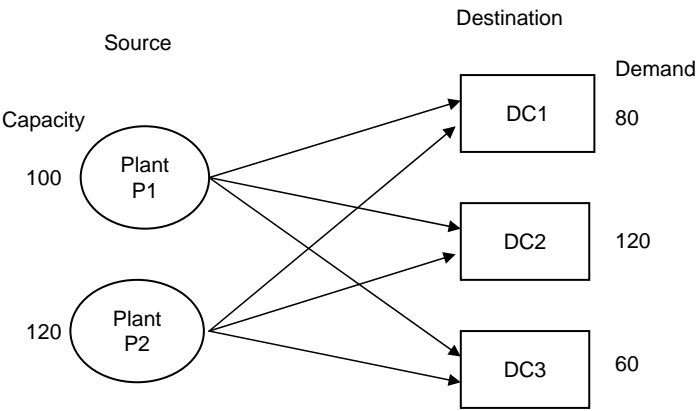 Destination
Source
Demand
Capacity
DC1
80
Plant
P1
100
DC2
120
Plant
P2
120
DC3
60